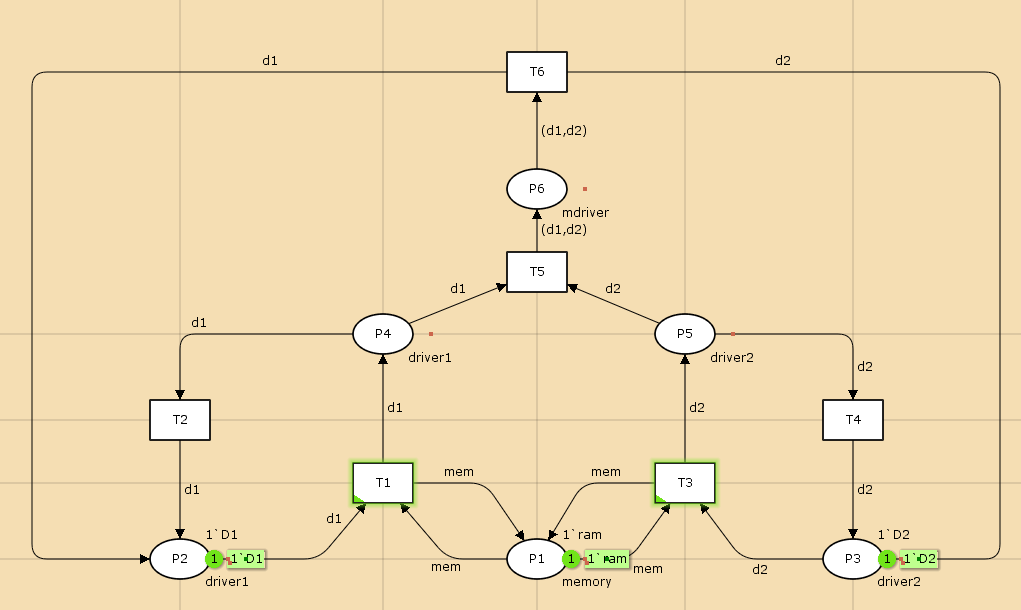 d1
T6
d2
(d1,d2)
P6
mdriver
(d1,d2)
T5
d1
d2
d1
P4
P5
driver1
driver2
d2
d1
d2
T2
T4
mem
mem
T1
T3
d1
d2
d1
1`D1
1`ram
1`D2
P2
1
1`D1
P1
1
1`ram
P3
1
1`D2
mem
mem
d2
driver1
memory
driver2